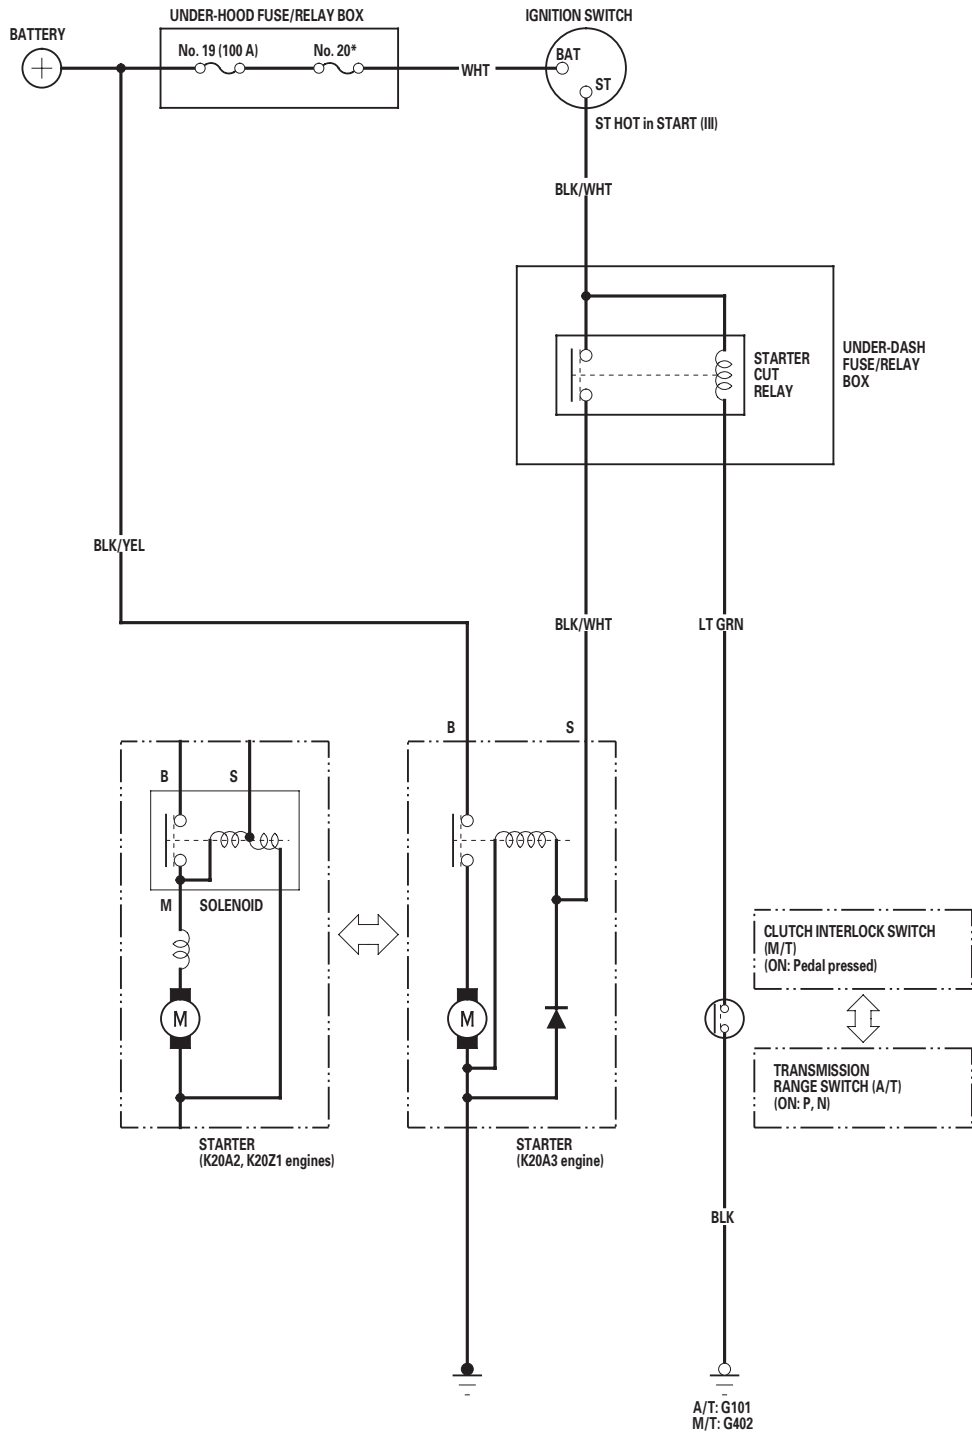 UNDER-HOOD FUSE/RELAY BOX
IGNITION SWITCH
BATTERY
No. 19 (100 A)
No. 20*
BAT
WHT
ST
ST HOT in START (III)
BLK/WHT
STARTER
CUT
RELAY
UNDER-DASH
FUSE/RELAY
BOX
BLK/YEL
BLK/WHT
LT GRN
B
S
B
S
M
SOLENOID
M
M
CLUTCH INTERLOCK SWITCH
(M/T)
(ON: Pedal pressed)
TRANSMISSION
RANGE SWITCH (A/T)
(ON: P, N)
STARTER
(K20A2, K20Z1 engines)
STARTER
(K20A3 engine)
BLK
A/T: G101
M/T: G402